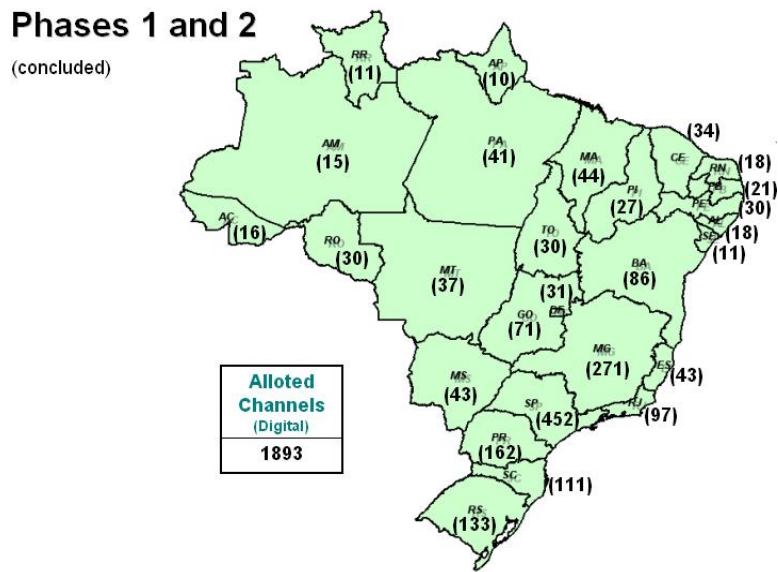 Phases 1 and 2
(concluded)
RR
(11)
AP
(10)
AM
(15)
PA
(41)
MA
(44)
CE
(34)
RN
(18)
PB
(21)
PI
(27)
PE
(30)
AL
(18)
SE
(11)
AC
(16)
RO
(30)
TO
(30)
BA
(86)
MT
(37)
(31)
DF
GO
(71)
MG
(271)
ES
(43)
MS
(43)
SP
(452)
RJ
(97)
PR
(162)
SC
(111)
RS
(133)
Alloted
Channels
(Digital)
1893